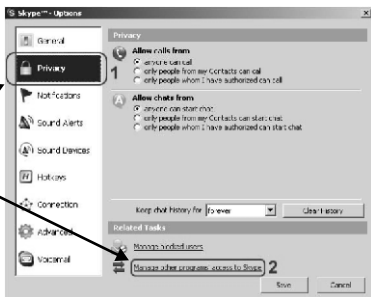 Skype™ - Options
General
Privacy
Notifications
Sound Alerts
Sound Devices
Hotkeys
Connection
Advanced
Voicemail
Privacy
1
Allow calls from
anyone can call
only people from my Contacts can call
only people whom I have authorized can call
Allow chats from
anyone can start chat
only people from my Contacts can start chat
only people whom I have authorized can start chat
Keep chat history for forever Clear History
Related Tasks
Manage blocked users
Manage other programs' access to Skype 2
Save Cancel